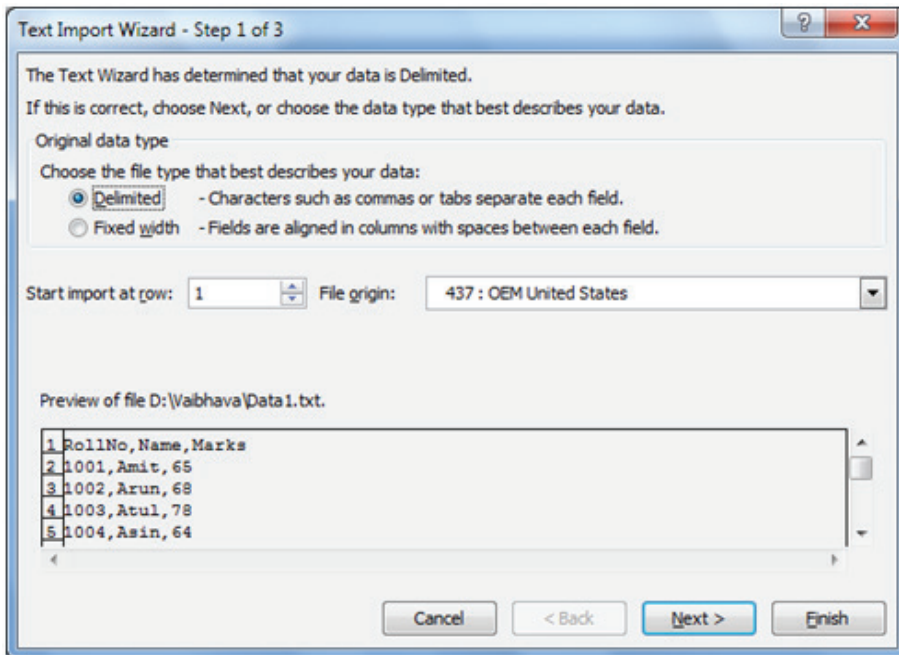 Text Import Wizard - Step 1 of 3
The Text Wizard has determined that your data is Delimited.
If this is correct, choose Next, or choose the data type that best describes your data.
Original data type
Choose the file type that best describes your data:
Delimited - Characters such as commas or tabs separate each field.
Fixed width - Fields are aligned in columns with spaces between each field.
Start import at row: 1 File origin: 437 : OEM United States
Preview of file D:\Vaibhava\Data1.txt.
1 RollNo,Name,Marks
2 1001,Amit,65
3 1002,Arun,68
4 1003,Atul,78
5 1004,Asin,64
Cancel < Back Next > Finish